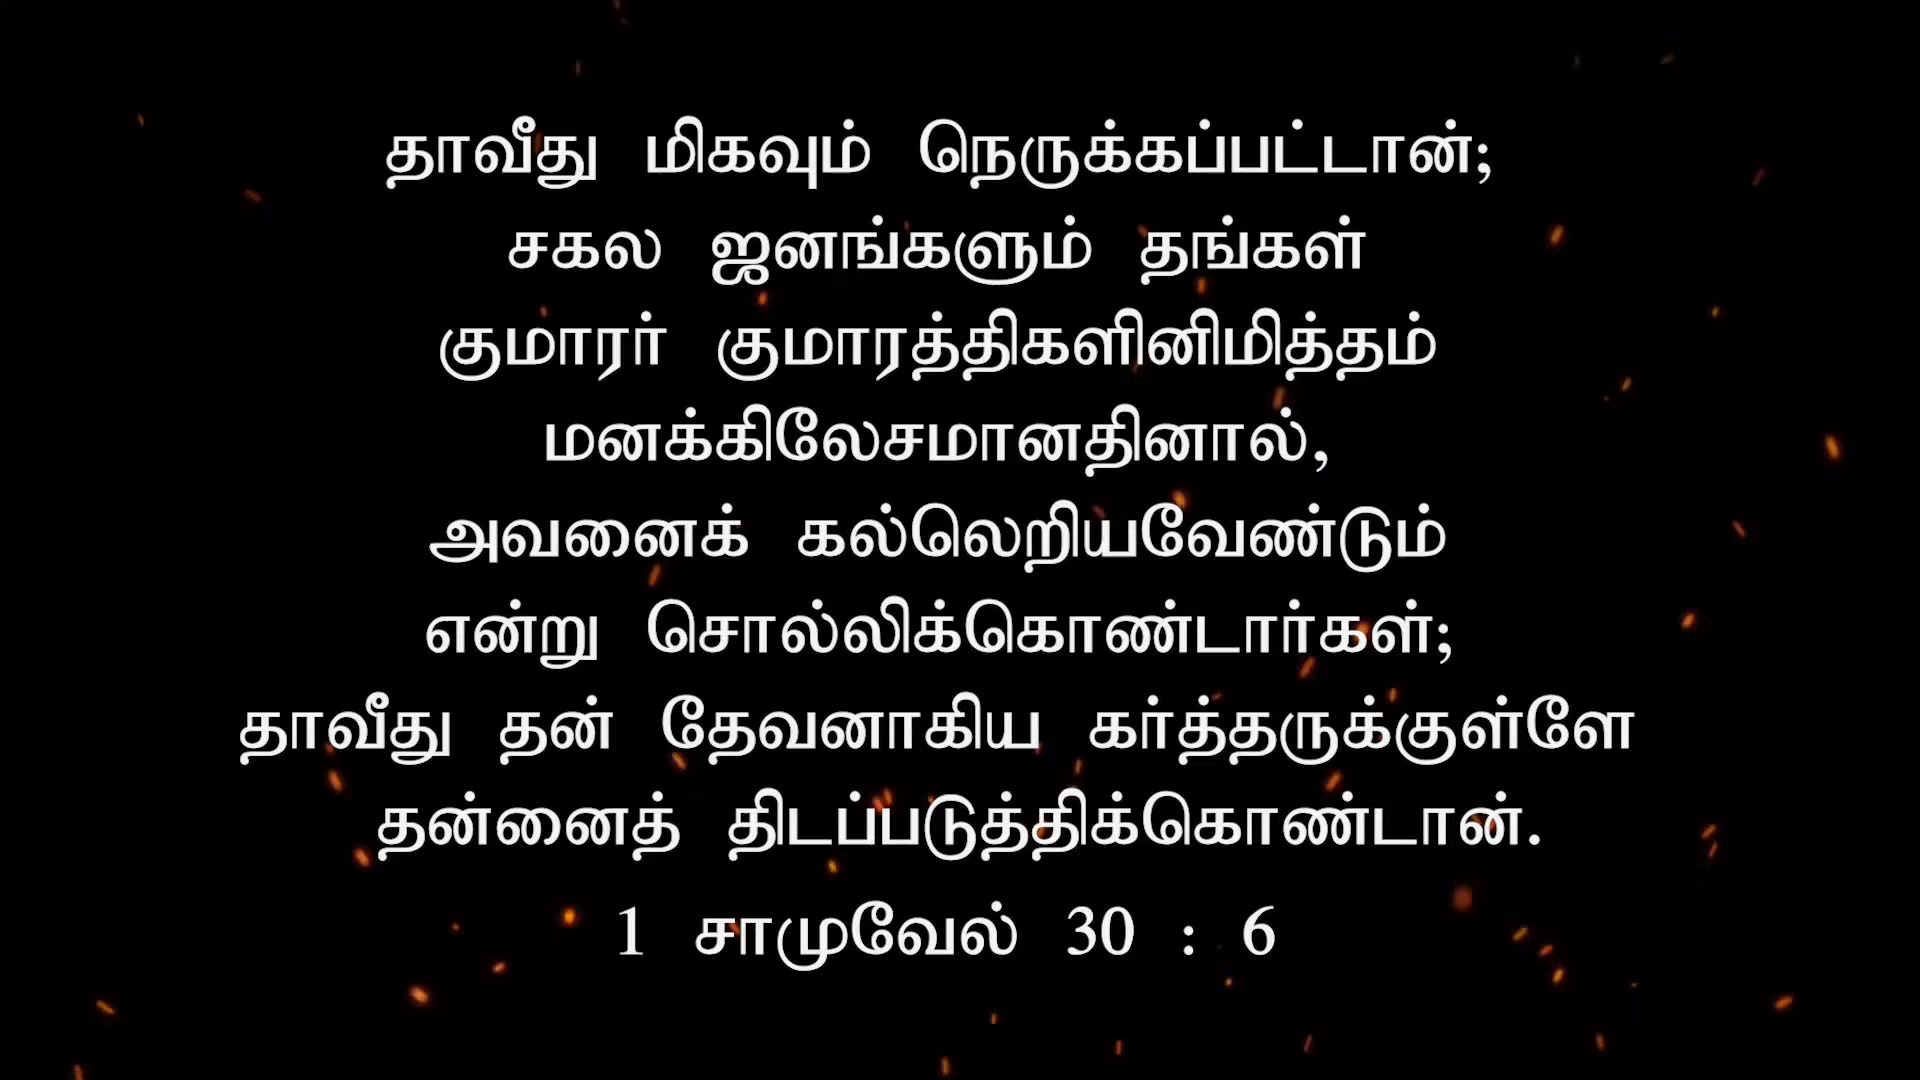 தாவீது மிகவும் நெருக்கப்பட்டான்;
சகல ஜனங்களும் தங்கள்
குமாரர் குமாரத்திகளினிமித்தம்
மனக்கிலேசமானதினால்,
அவனைக் கல்லெறியவேண்டும்
என்று சொல்லிக்கொண்டார்கள்;
தாவீது தன் தேவனாகிய கர்த்தருக்குள்ளே
தன்னைத் திடப்படுத்திக்கொண்டான்.
1 சாமுவேல் 30 : 6